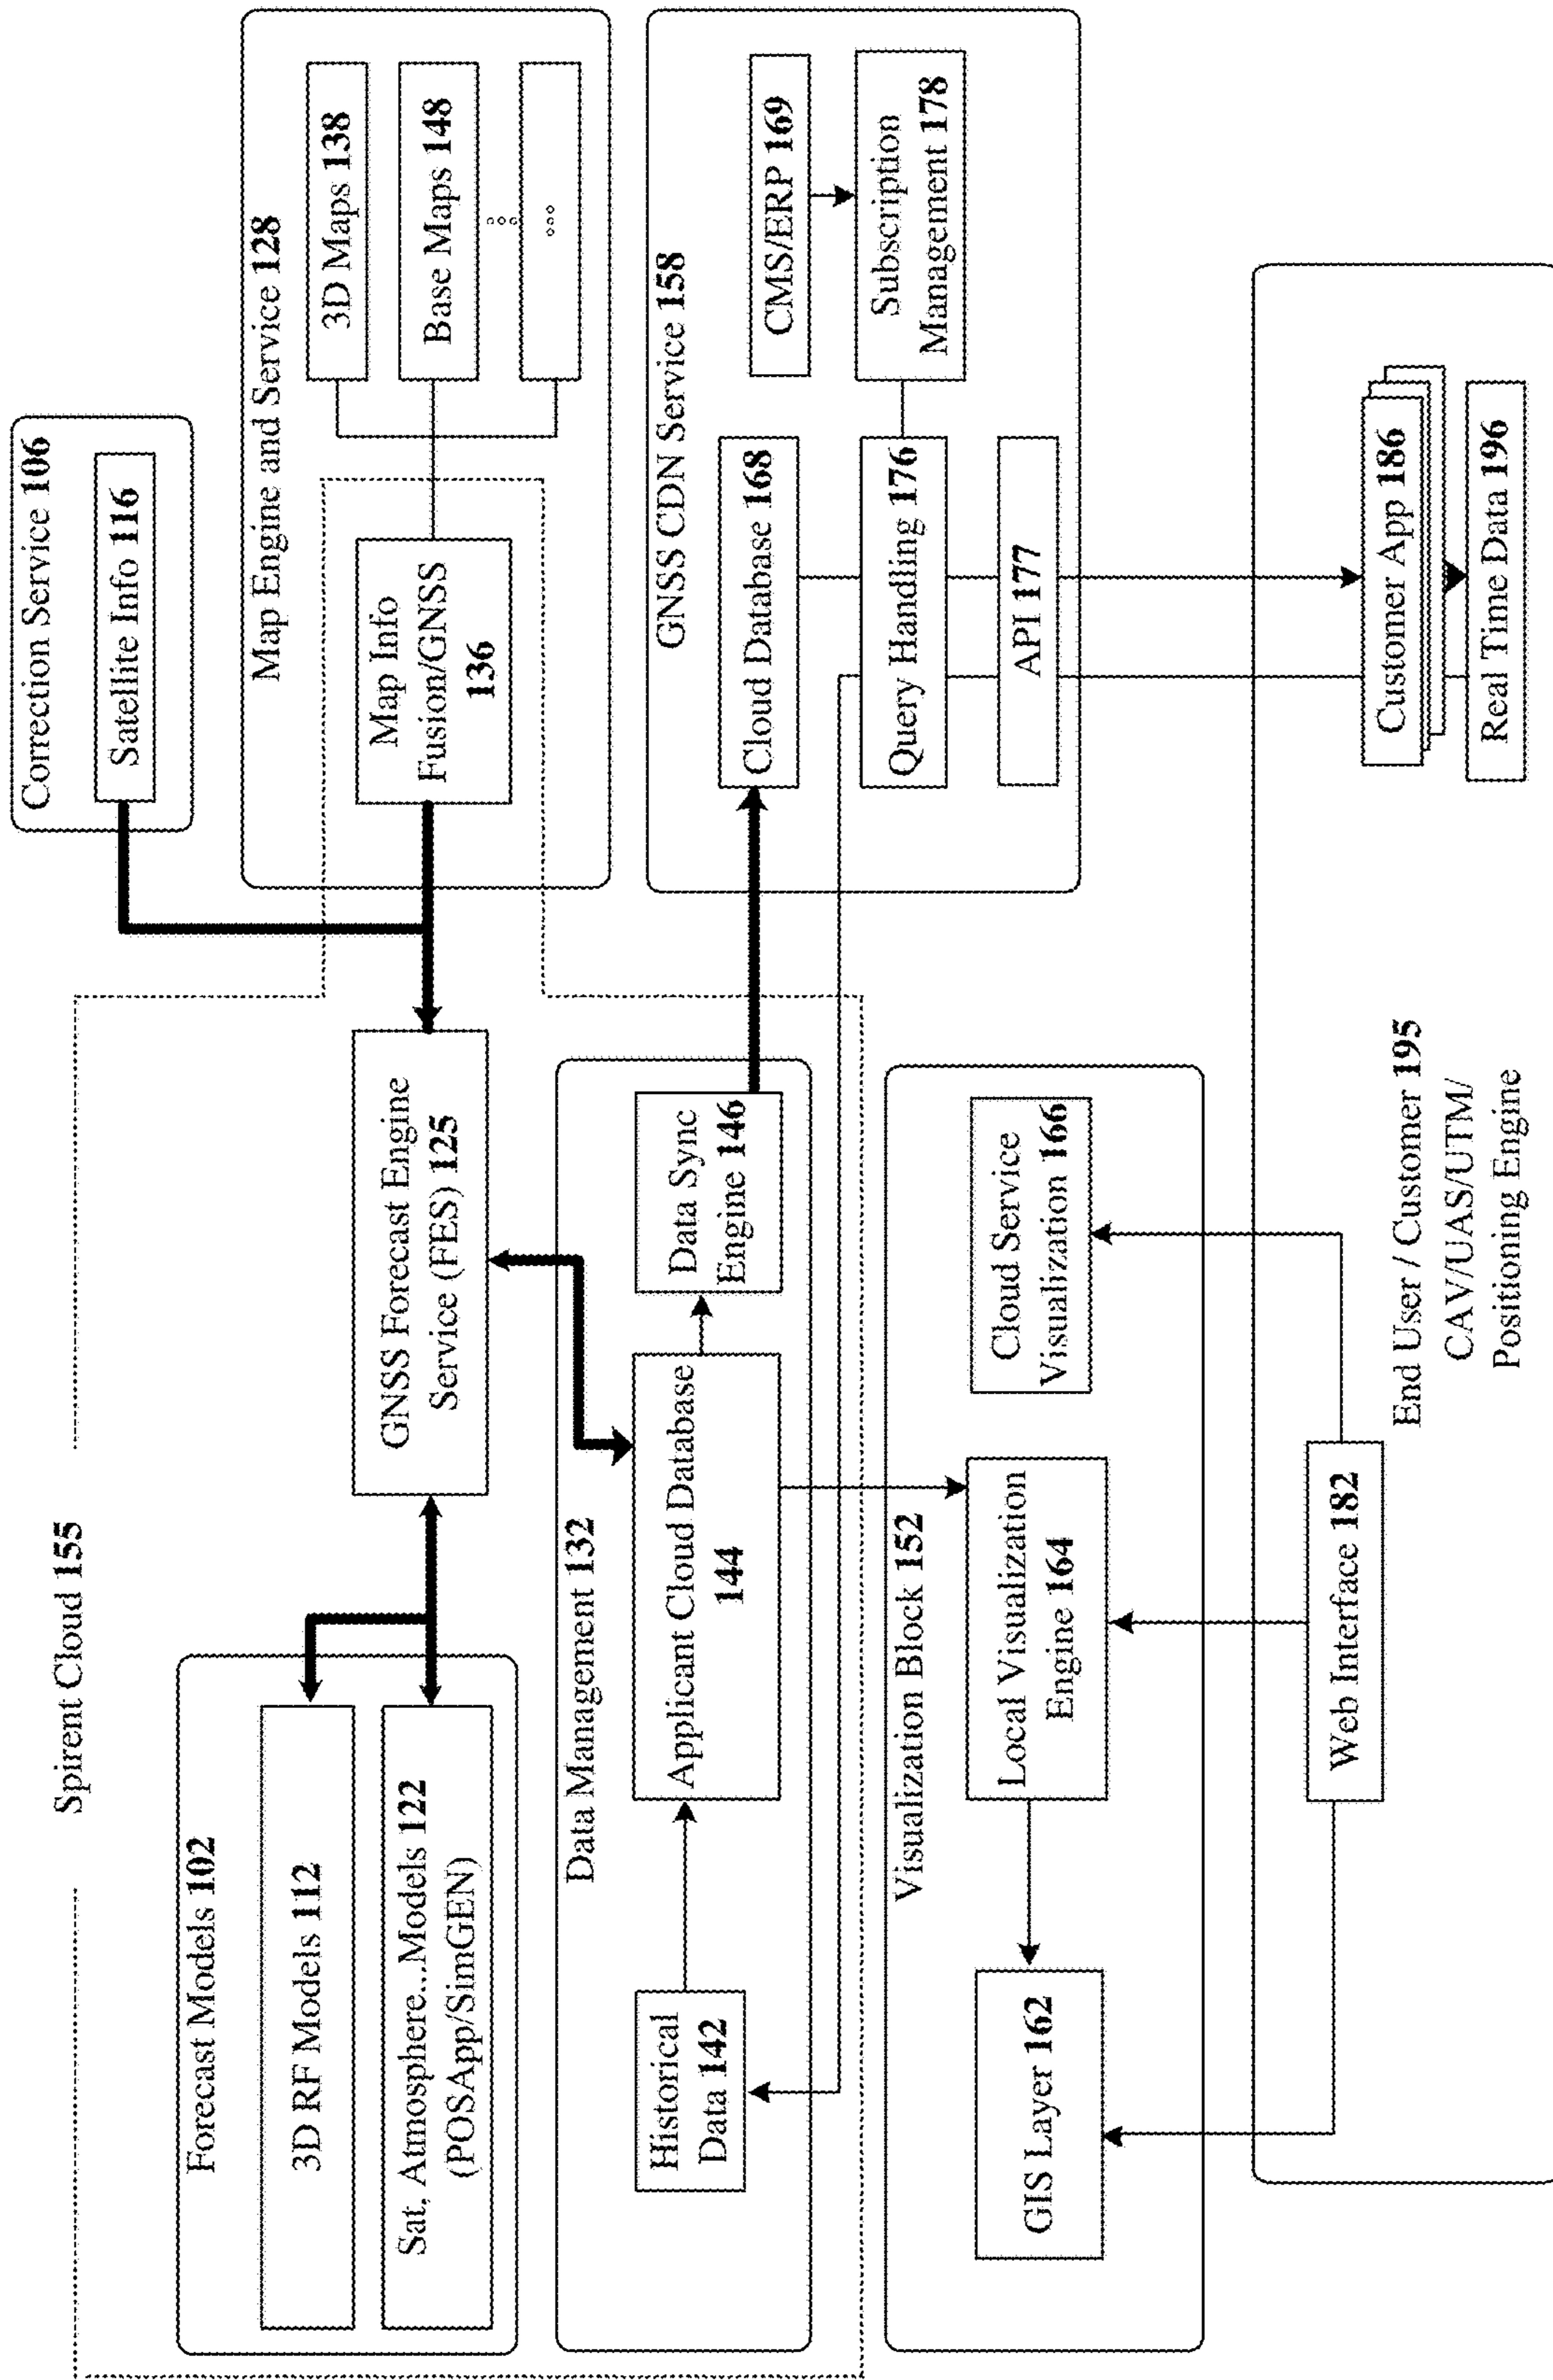 Spirent Cloud 155
Correction Service 106
Satellite Info 116
Forecast Models 102
3D RF Models 112
Sat, Atmosphere...Models 122
(POSApp/SimGEN)
GNSS Forecast Engine
Service (FES) 125
Map Engine and Service 128
Map Info
Fusion/GNSS
136
3D Maps 138
Base Maps 148
...
...
Data Management 132
Historical
Data 142
Applicant Cloud Database
144
Data Sync
Engine 146
GNSS CDN Service 158
Cloud Database 168
Query Handling 176
API 177
CMS/ERP 169
Subscription
Management 178
Visualization Block 152
GIS Layer 162
Local Visualization
Engine 164
Cloud Service
Visualization 166
Web Interface 182
End User / Customer 195
CAV/UAS/UTM/
Positioning Engine
Customer App 186
Real Time Data 196